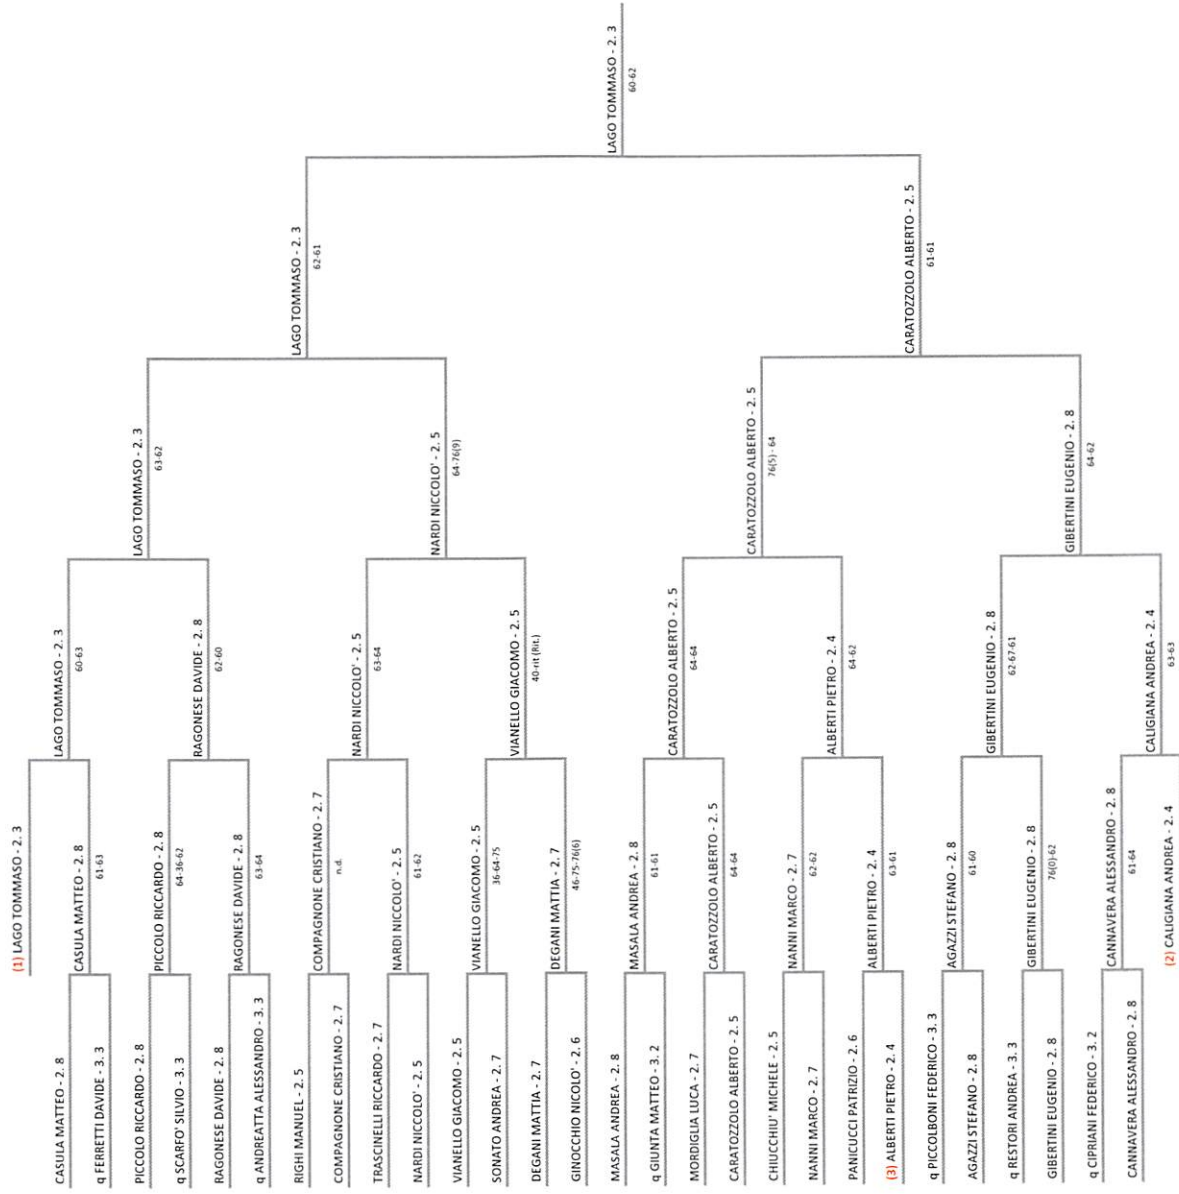 CASULA MATTEO - 2. 8
q FERRETTI DAVIDE - 3. 3
PICCOLO RICCARDO - 2. 8
q SCARFO' SILVIO - 3. 3
RAGONESE DAVIDE - 2. 8
q ANDREATTA ALESSANDRO - 3. 3
RIGHI MANUEL - 2. 5
COMPAGNONE CRISTIANO - 2. 7
TRASCINELLI RICCARDO - 2. 7
NARDI NICCOLO' - 2. 5
VIANELLO GIACOMO - 2. 5
SONATO ANDREA - 2. 7
DEGANI MATTIA - 2. 7
GINOCCHIO NICOLO' - 2. 6
MASALA ANDREA - 2. 8
q GIUNTA MATTEO - 3. 2
MORDIGLIA LUCA - 2. 7
CARATOZZOLO ALBERTO - 2. 5
CHIUCCHIU' MICHELE - 2. 5
NANNI MARCO - 2. 7
PANICUCCI PATRIZIO - 2. 6
(3) ALBERTI PIETRO - 2. 4
q PICCOLBONI FEDERICO - 3. 3
AGAZZI STEFANO - 2. 8
q RESTORI ANDREA - 3. 3
GIBERTINI EUGENIO - 2. 8
q CIPRIANI FEDERICO - 3. 2
CANNAVERA ALESSANDRO - 2. 8
(1) LAGO TOMMASO - 2. 3
CASULA MATTEO - 2. 8
61-63
PICCOLO RICCARDO - 2. 8
64-36-62
RAGONESE DAVIDE - 2. 8
63-64
COMPAGNONE CRISTIANO - 2. 7
n.d.
NARDI NICCOLO' - 2. 5
61-62
VIANELLO GIACOMO - 2. 5
36-64-75
DEGANI MATTIA - 2. 7
46-75-76(6)
MASALA ANDREA - 2. 8
61-61
CARATOZZOLO ALBERTO - 2. 5
64-64
NANNI MARCO - 2. 7
62-62
ALBERTI PIETRO - 2. 4
63-61
AGAZZI STEFANO - 2. 8
61-60
GIBERTINI EUGENIO - 2. 8
76(0)-62
CANNAVERA ALESSANDRO - 2. 8
61-64
(2) CALIGIANA ANDREA - 2. 4
LAGO TOMMASO - 2. 3
60-63
RAGONESE DAVIDE - 2. 8
62-60
NARDI NICCOLO' - 2. 5
63-64
VIANELLO GIACOMO - 2. 5
40-rit (Rit.)
CARATOZZOLO ALBERTO - 2. 5
64-64
ALBERTI PIETRO - 2. 4
64-62
GIBERTINI EUGENIO - 2. 8
62-67-61
CALIGIANA ANDREA - 2. 4
63-63
LAGO TOMMASO - 2. 3
63-62
NARDI NICCOLO' - 2. 5
64-76(9)
CARATOZZOLO ALBERTO - 2. 5
76(5) - 64
GIBERTINI EUGENIO - 2. 8
64-62
LAGO TOMMASO - 2. 3
62-61
CARATOZZOLO ALBERTO - 2. 5
61-61
LAGO TOMMASO - 2. 3
60-62